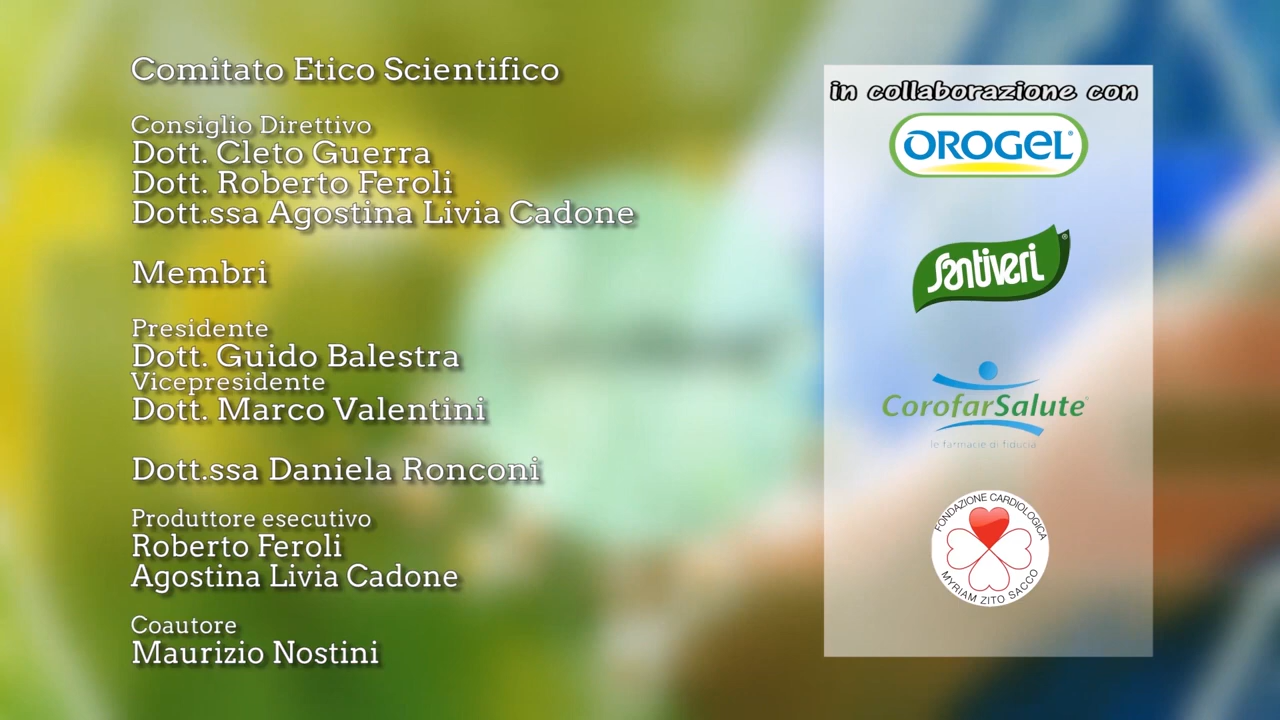 Comitato Etico Scientifico
Consiglio Direttivo
Dott. Cleto Guerra
Dott. Roberto Feroli
Dott.ssa Agostina Livia Cadone
Membri
Presidente
Dott. Guido Balestra
Vicepresidente
Dott. Marco Valentini
Dott.ssa Daniela Ronconi
Produttore esecutivo
Roberto Feroli
Agostina Livia Cadone
Coautore
Maurizio Nostini
in collaborazione con
OROGEL®
Santiveri®
CorofarSalute
le farmacie di fiducia
FONDAZIONE CARDIOLOGICA
MYRIAM ZITO SACCO